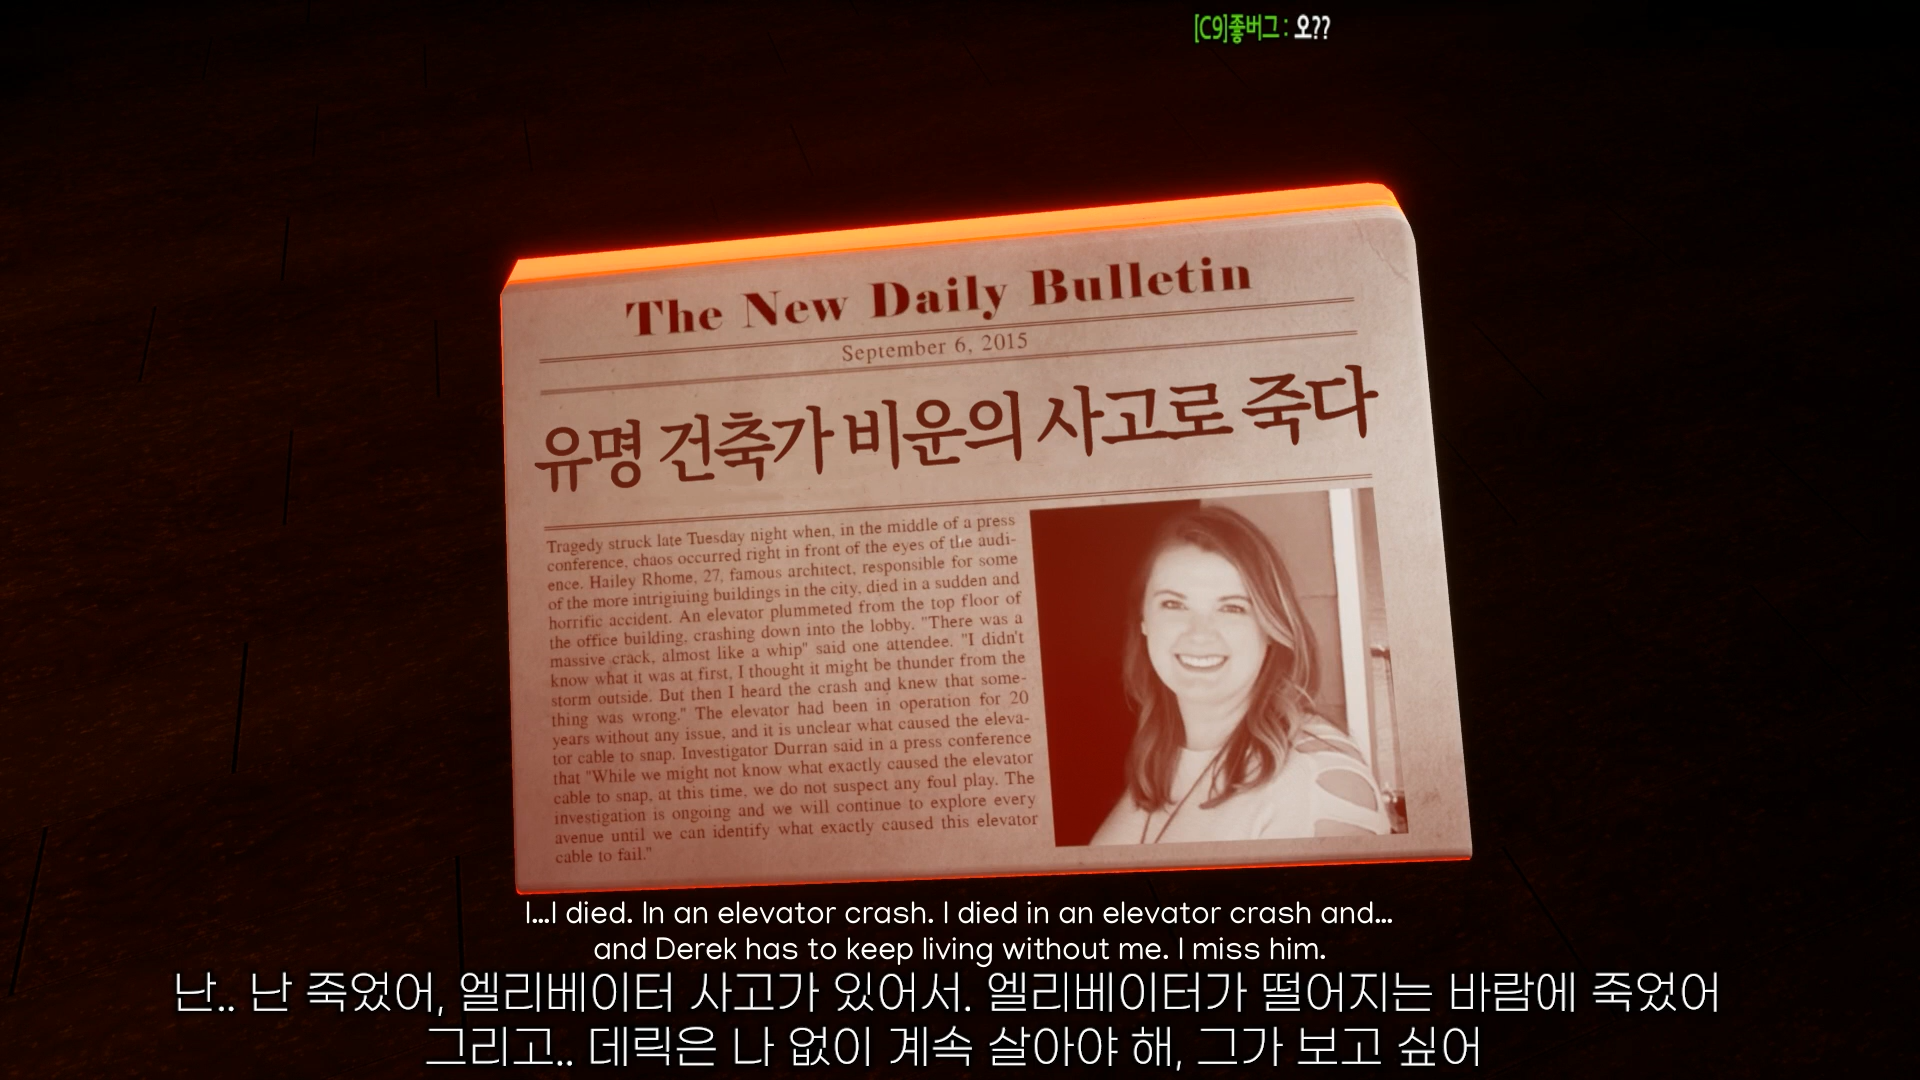 [C9]좋버그 : 오??
The New Daily Bulletin
September 6, 2015
유명 건축가 비운의 사고로 죽다
Tragedy struck late Tuesday night when, in the middle of a press
conference, chaos occurred right in front of the eyes of the audi-
ence. Hailey Rhome, 27, famous architect, responsible for some
of the more intrigiuing buildings in the city, died in a sudden and
horrific accident. An elevator plummeted from the top floor of
the office building, crashing down into the lobby. "There was a
massive crack, almost like a whip" said one attendee. "I didn't
know what it was at first, I thought it might be thunder from the
storm outside. But then I heard the crash and knew that some-
thing was wrong." The elevator had been in operation for 20
years without any issue, and it is unclear what caused the eleva-
tor cable to snap. Investigator Durran said in a press conference
that "While we might not know what exactly caused the elevator
cable to snap, at this time, we do not suspect any foul play. The
investigation is ongoing and we will continue to explore every
avenue until we can identify what exactly caused this elevator
cable to fail."
I...I died. In an elevator crash. I died in an elevator crash and...
and Derek has to keep living without me. I miss him.
난.. 난 죽었어, 엘리베이터 사고가 있어서. 엘리베이터가 떨어지는 바람에 죽었어
그리고.. 데릭은 나 없이 계속 살아야 해, 그가 보고 싶어